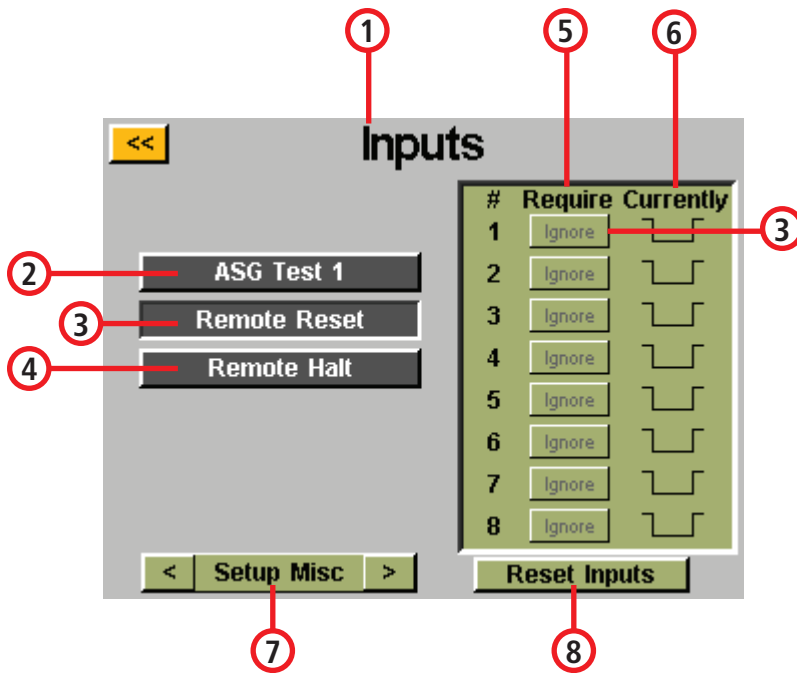 1 5 6
<< Inputs
# Require Currently
1 Ignore 3
2 ASG Test 1
2 Ignore
3 Remote Reset
3 Ignore
4 Remote Halt
4 Ignore
5 Ignore
6 Ignore
7 Ignore
8 Ignore
< Setup Misc >
Reset Inputs
7 8